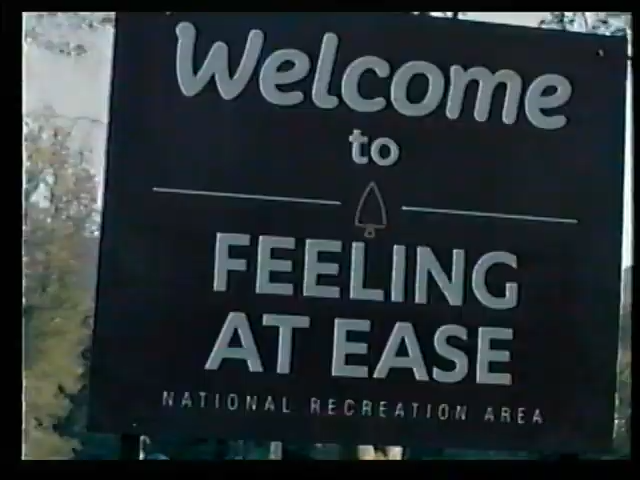 Welcome
to
FEELING
AT EASE
NATIONAL RECREATION AREA